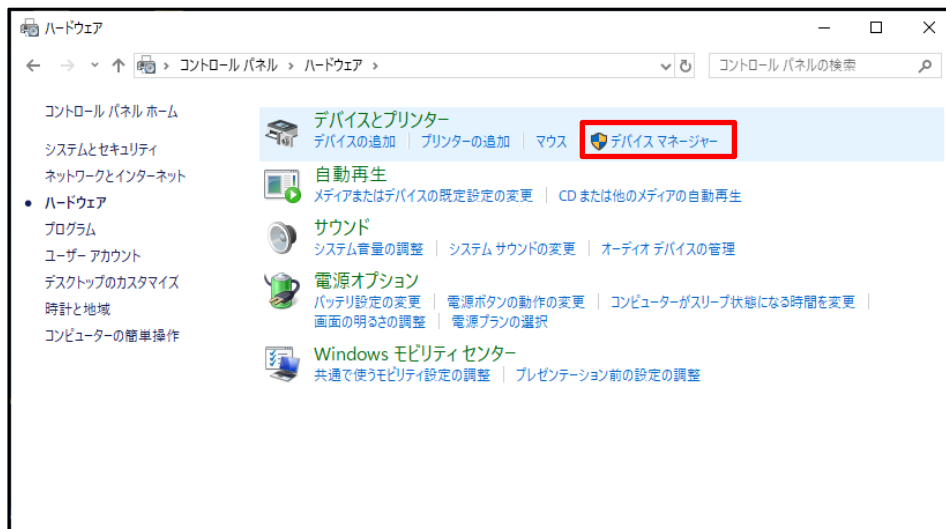 ハードウェア
コントロール パネル › ハードウェア ›
コントロール パネルの検索
コントロール パネル ホーム
システムとセキュリティ
ネットワークとインターネット
ハードウェア
プログラム
ユーザー アカウント
デスクトップのカスタマイズ
時計と地域
コンピューターの簡単操作
デバイスとプリンター
デバイスの追加 プリンターの追加 マウス デバイス マネージャー
自動再生
メディアまたはデバイスの既定設定の変更 CD または他のメディアの自動再生
サウンド
システム音量の調整 システム サウンドの変更 オーディオ デバイスの管理
電源オプション
バッテリ設定の変更 電源ボタンの動作の変更 コンピューターがスリープ状態になる時間を変更
画面の明るさの調整 電源プランの選択
Windows モビリティ センター
共通で使うモビリティ設定の調整 プレゼンテーション前の設定の調整